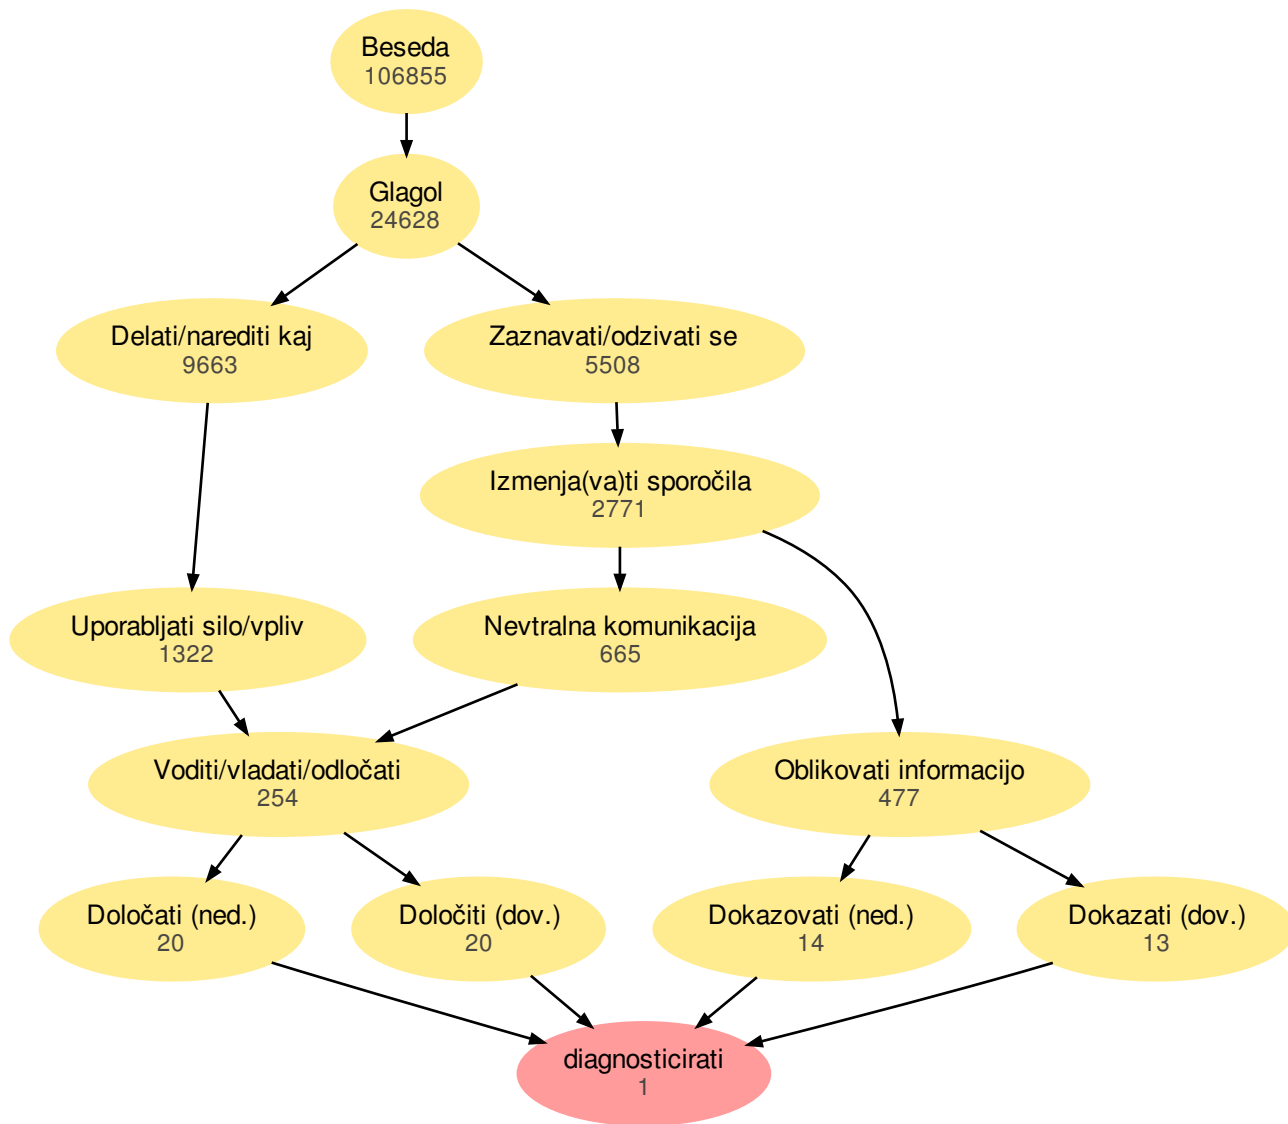 Beseda
106855
Glagol
24628
Delati/narediti kaj
9663
Zaznavati/odzivati se
5508
Izmenja(va)ti sporočila
2771
Uporabljati silo/vpliv
1322
Nevtralna komunikacija
665
Voditi/vladati/odločati
254
Oblikovati informacijo
477
Določati (ned.)
20
Določiti (dov.)
20
Dokazovati (ned.)
14
Dokazati (dov.)
13
diagnosticirati
1